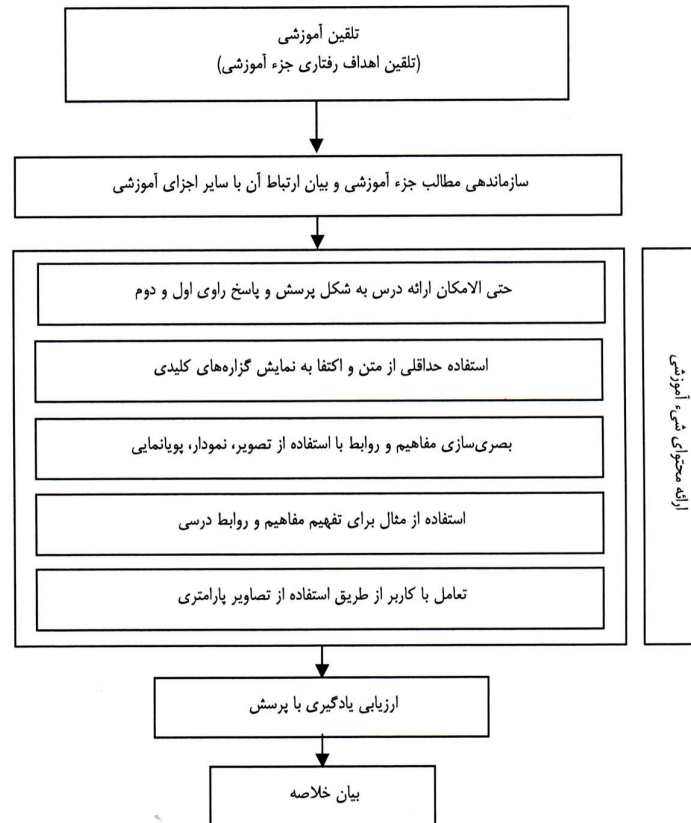 تلقین آموزشی
(تلقین اهداف رفتاری جزء آموزشی)
سازماندهی مطالب جزء آموزشی و بیان ارتباط آن با سایر اجزای آموزشی
حتی الامکان ارائه درس به شکل پرسش و پاسخ راوی اول و دوم
استفاده حداقلی از متن و اکتفا به نمایش گزاره‌های کلیدی
بصری‌سازی مفاهیم و روابط با استفاده از تصویر، نمودار، پویانمایی
استفاده از مثال برای تفهیم مفاهیم و روابط درسی
تعامل با کاربر از طریق استفاده از تصاویر پارامتری
ارائه محتوای شیء آموزشی
ارزیابی یادگیری با پرسش
بیان خلاصه